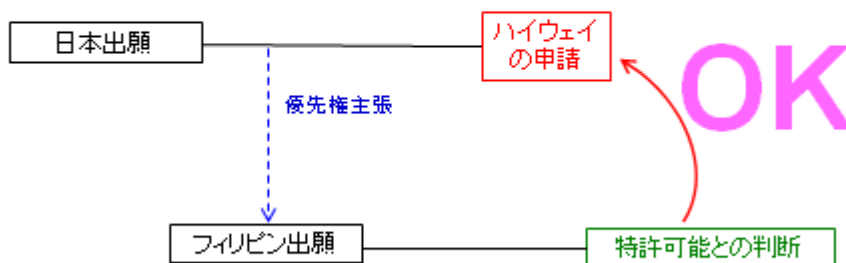 日本出願
ハイウェイ
の申請
OK
優先権主張
フィリピン出願
特許可能との判断